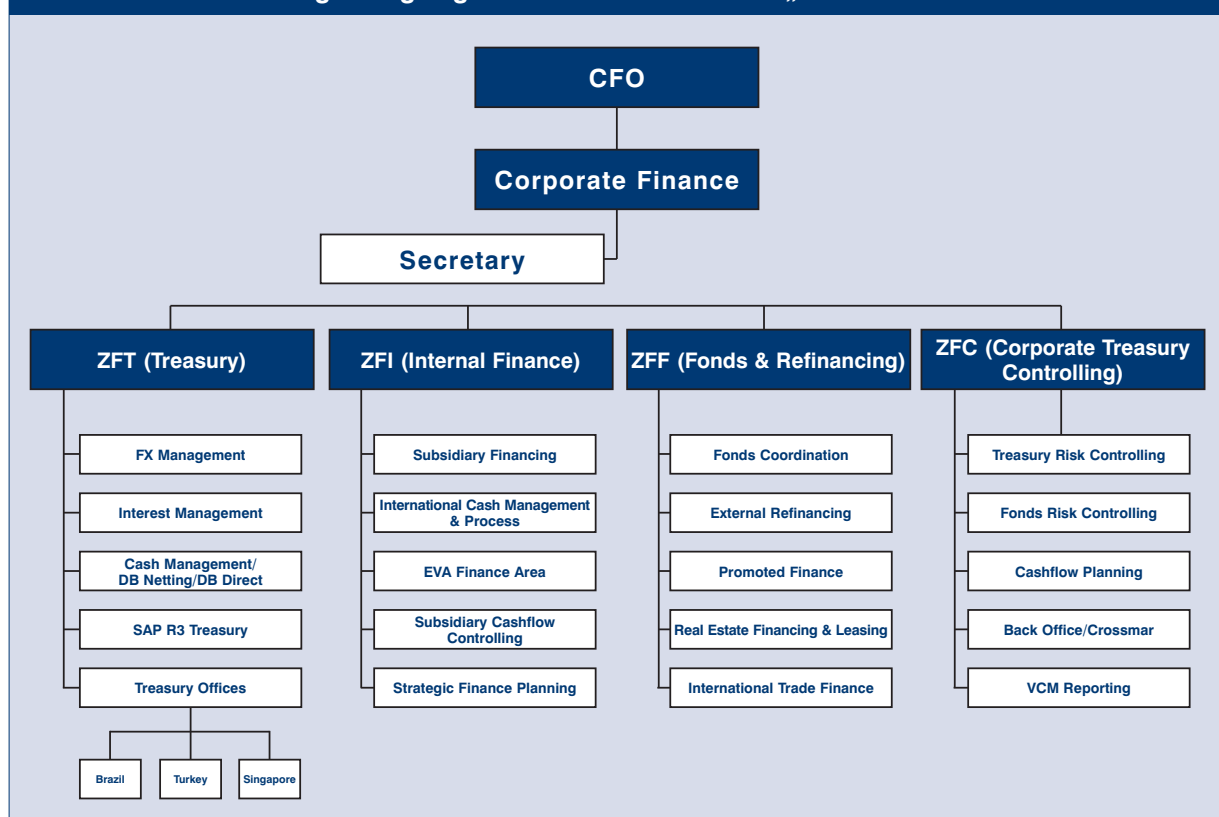 CFO
Corporate Finance
Secretary
ZFT (Treasury)
ZFI (Internal Finance)
ZFF (Fonds & Refinancing)
ZFC (Corporate Treasury
Controlling)
FX Management
Interest Management
Cash Management/
DB Netting/DB Direct
SAP R3 Treasury
Treasury Offices
Brazil
Turkey
Singapore
Subsidiary Financing
International Cash Management
& Process
EVA Finance Area
Subsidiary Cashflow
Controlling
Strategic Finance Planning
Fonds Coordination
External Refinancing
Promoted Finance
Real Estate Financing & Leasing
International Trade Finance
Treasury Risk Controlling
Fonds Risk Controlling
Cashflow Planning
Back Office/Crossmar
VCM Reporting